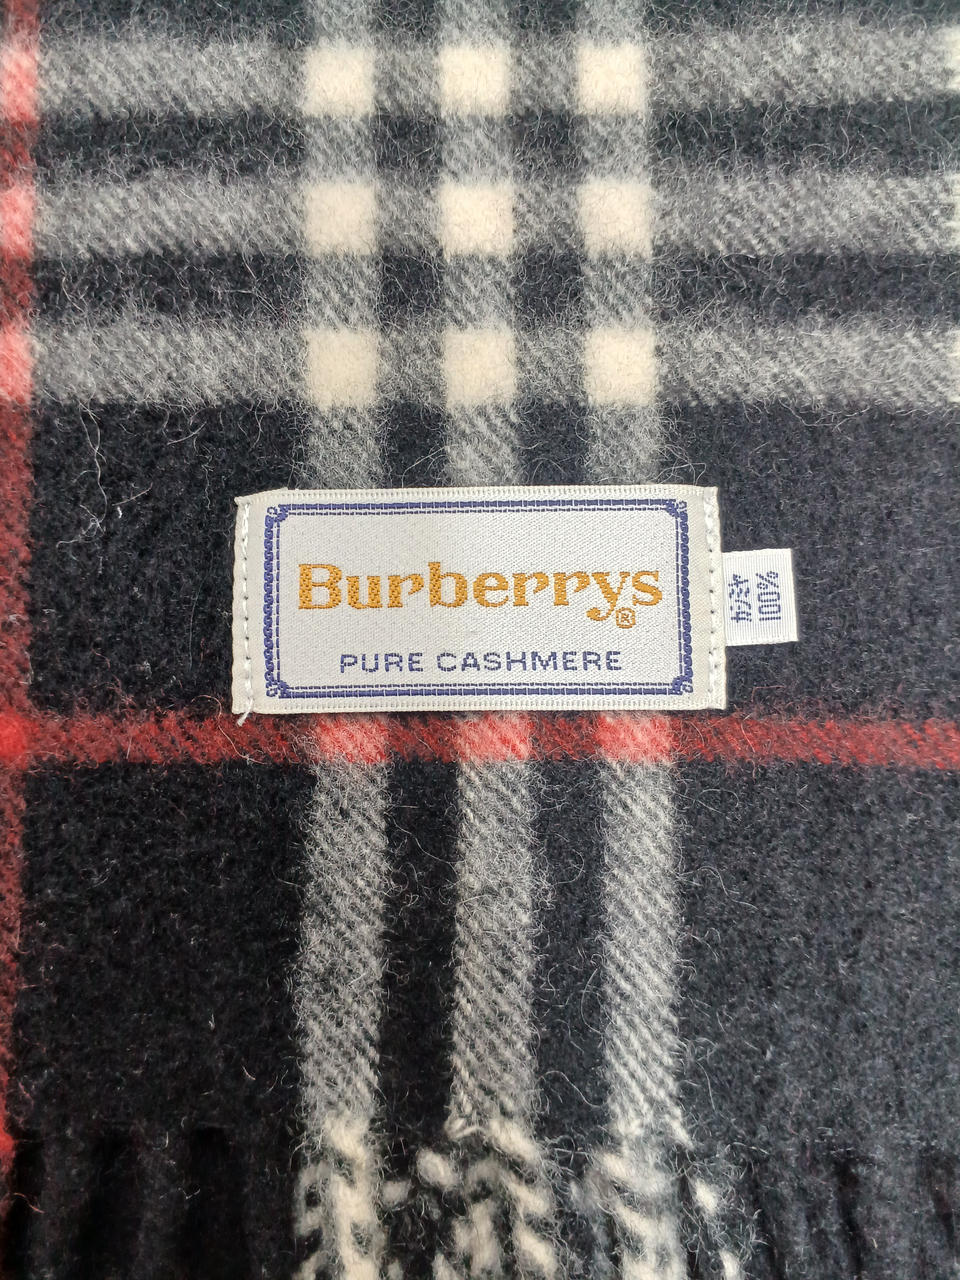 Burberrys®
PURE CASHMERE
カシミヤ
100%